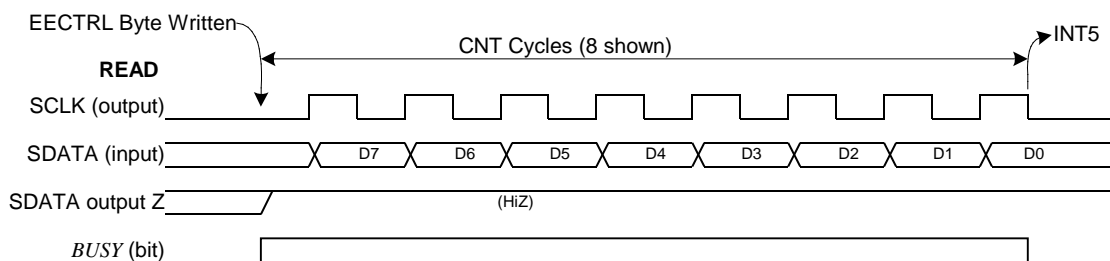 EECTRL Byte Written
INT5
CNT Cycles (8 shown)
READ
SCLK (output)
SDATA (input)
D7 D6 D5 D4 D3 D2 D1 D0
SDATA output Z
(HiZ)
BUSY (bit)